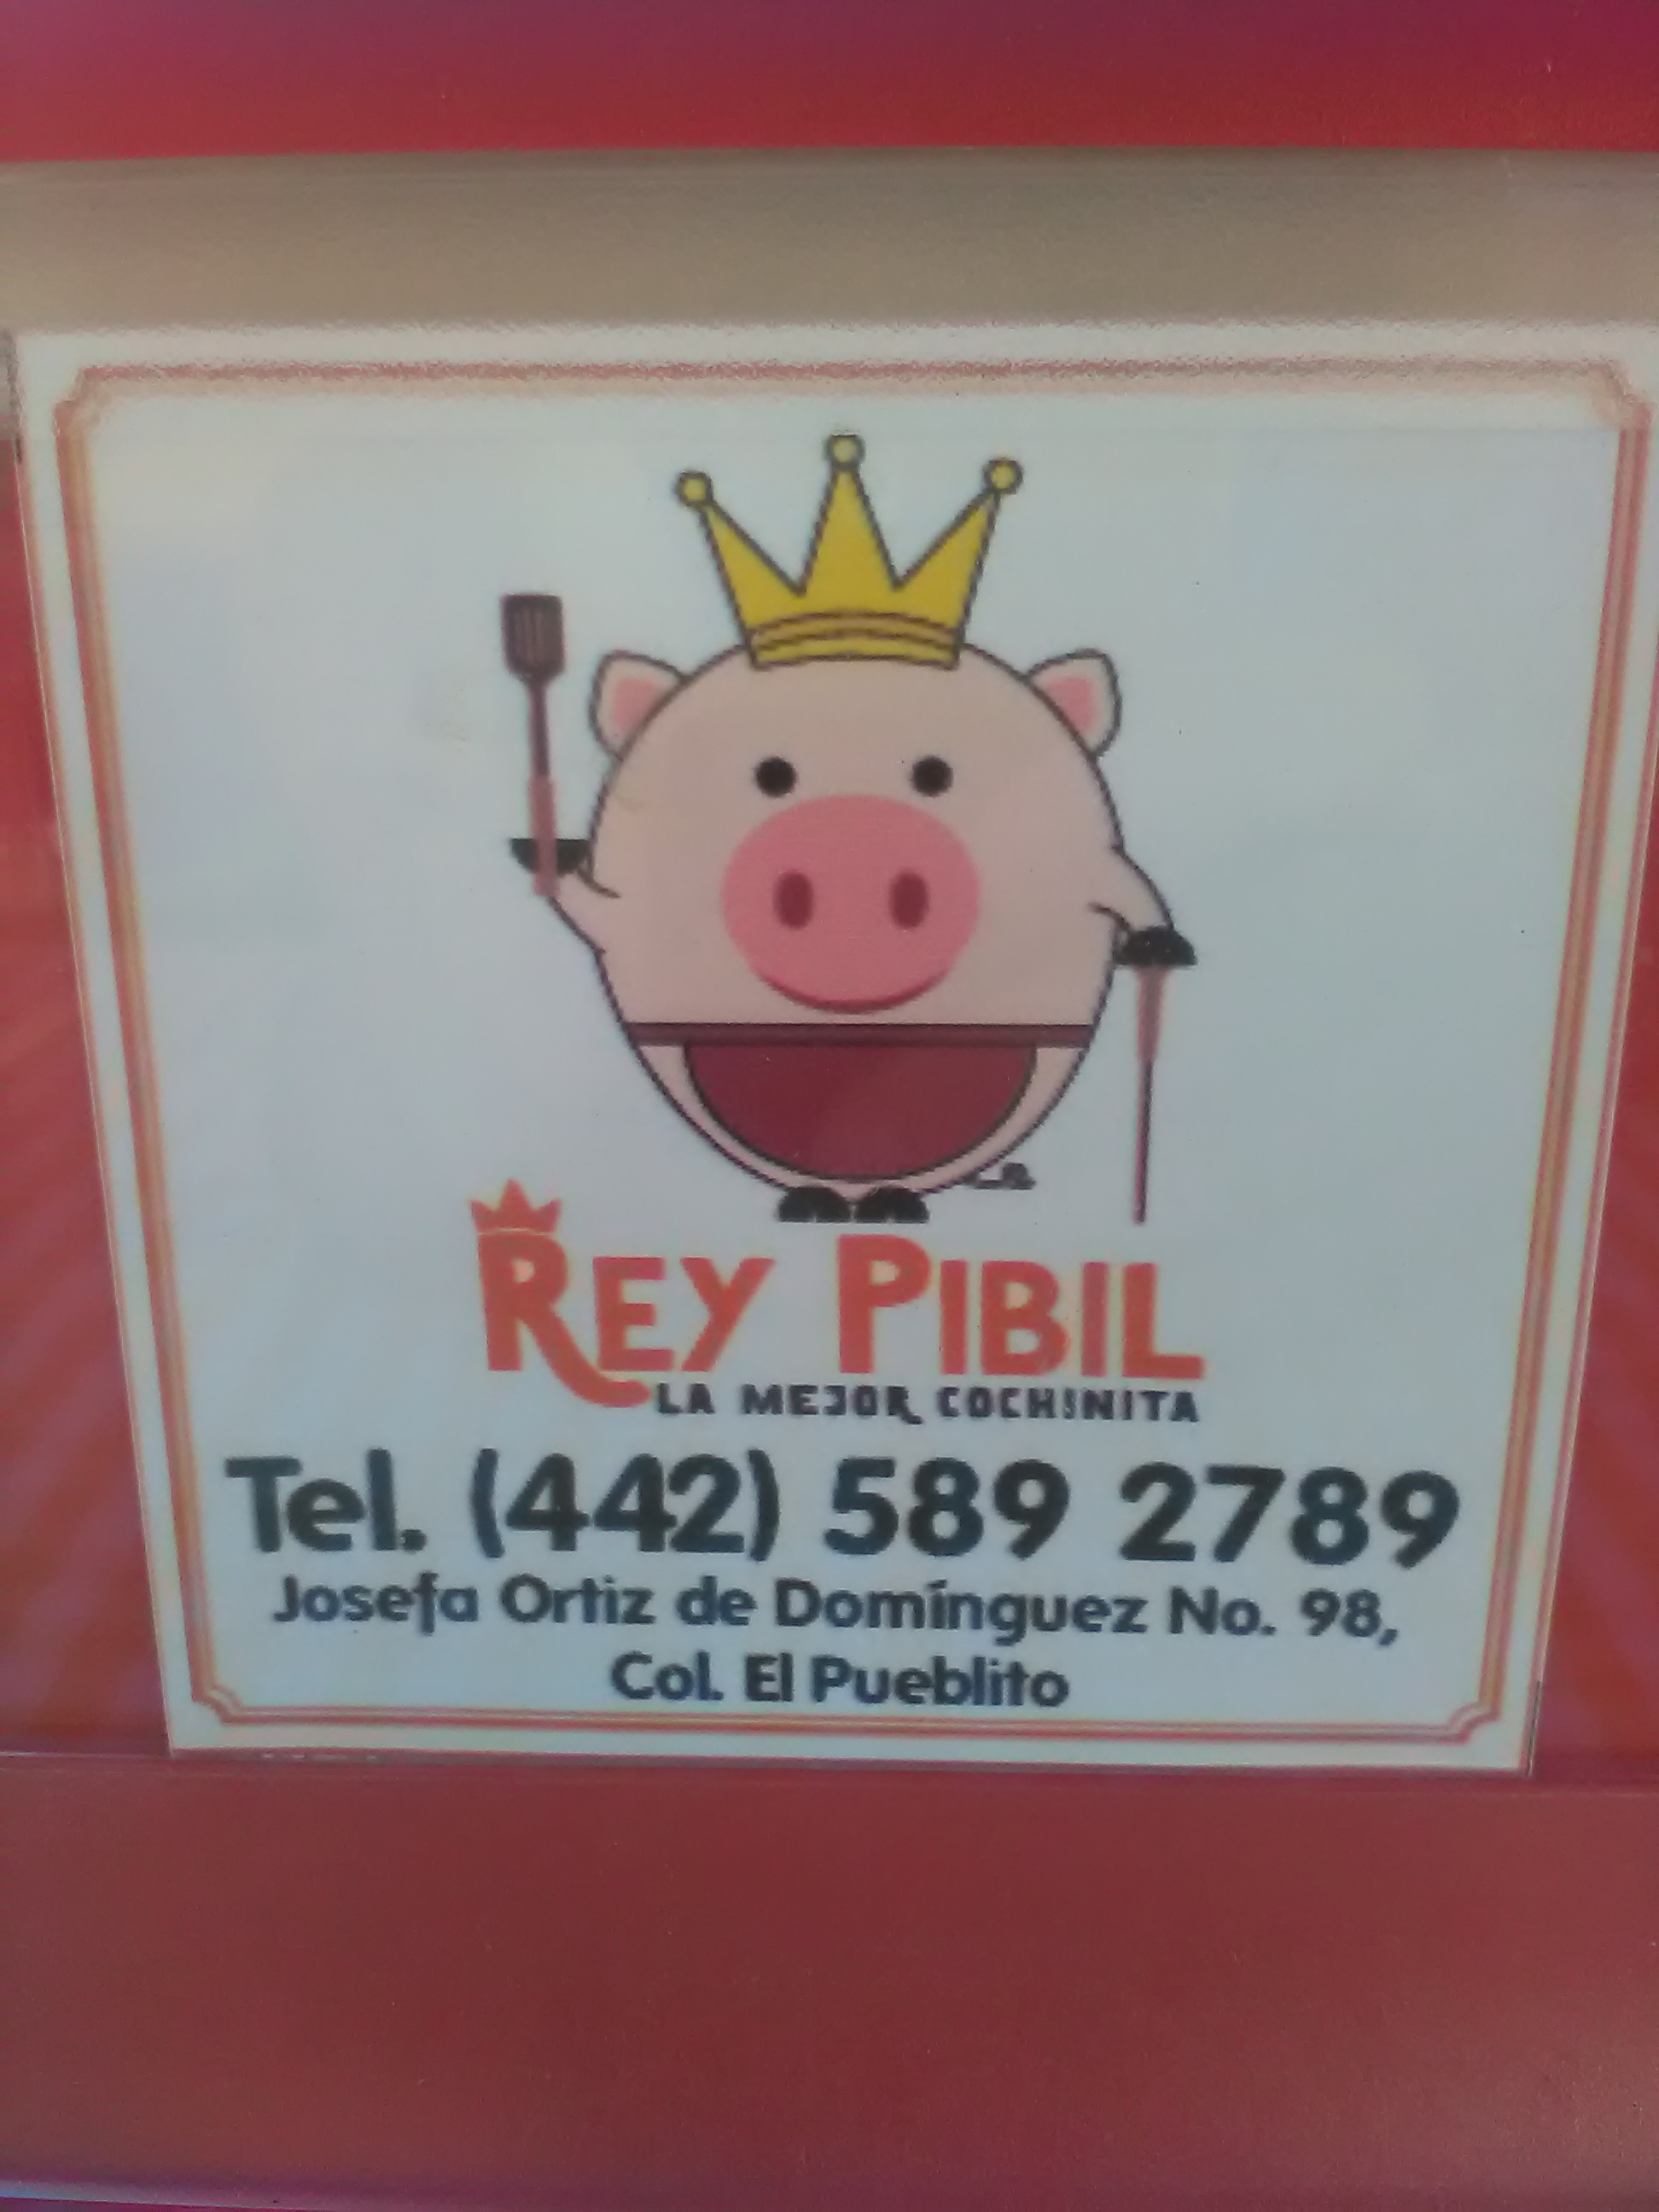 REY PIBIL
LA MEJOR COCHINITA
Tel. (442) 589 2789
Josefa Ortiz de Domínguez No. 98,
Col. El Pueblito